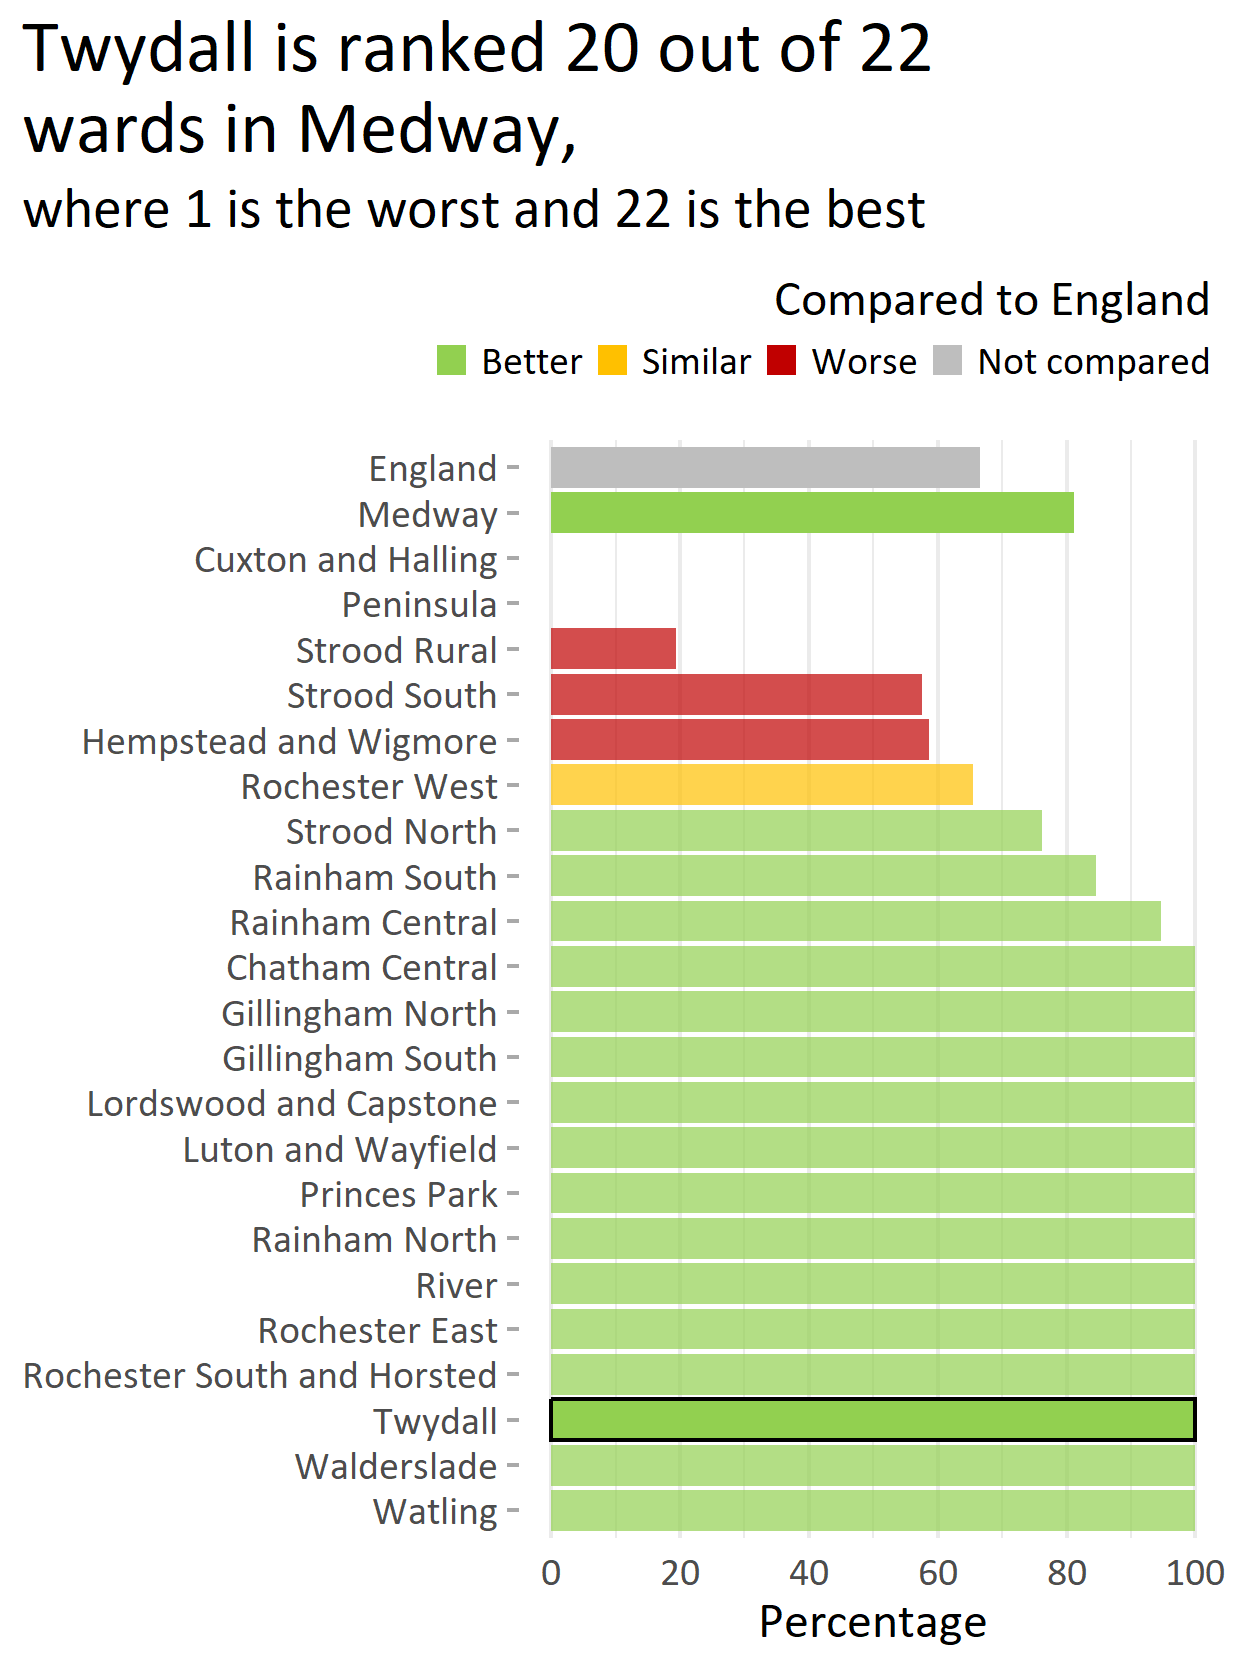 Twydall is ranked 20 out of 22
wards in Medway,
where 1 is the worst and 22 is the best
Compared to England
Better Similar Worse Not compared
England
Medway
Cuxton and Halling
Peninsula
Strood Rural
Strood South
Hempstead and Wigmore
Rochester West
Strood North
Rainham South
Rainham Central
Chatham Central
Gillingham North
Gillingham South
Lordswood and Capstone
Luton and Wayfield
Princes Park
Rainham North
River
Rochester East
Rochester South and Horsted
Twydall
Walderslade
Watling
0 20 40 60 80 100
Percentage